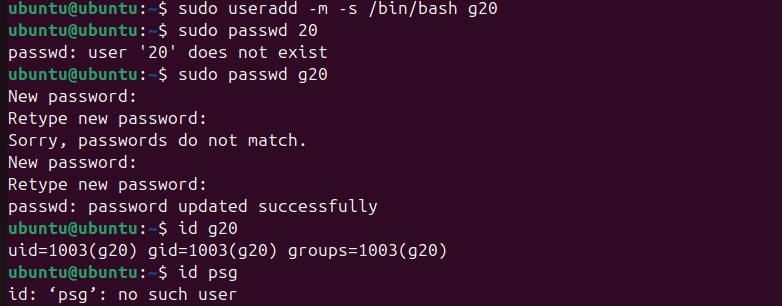 ubuntu@ubuntu:~$ sudo useradd -m -s /bin/bash g20
ubuntu@ubuntu:~$ sudo passwd 20
passwd: user '20' does not exist
ubuntu@ubuntu:~$ sudo passwd g20
New password:
Retype new password:
Sorry, passwords do not match.
New password:
Retype new password:
passwd: password updated successfully
ubuntu@ubuntu:~$ id g20
uid=1003(g20) gid=1003(g20) groups=1003(g20)
ubuntu@ubuntu:~$ id psg
id: ‘psg’: no such user